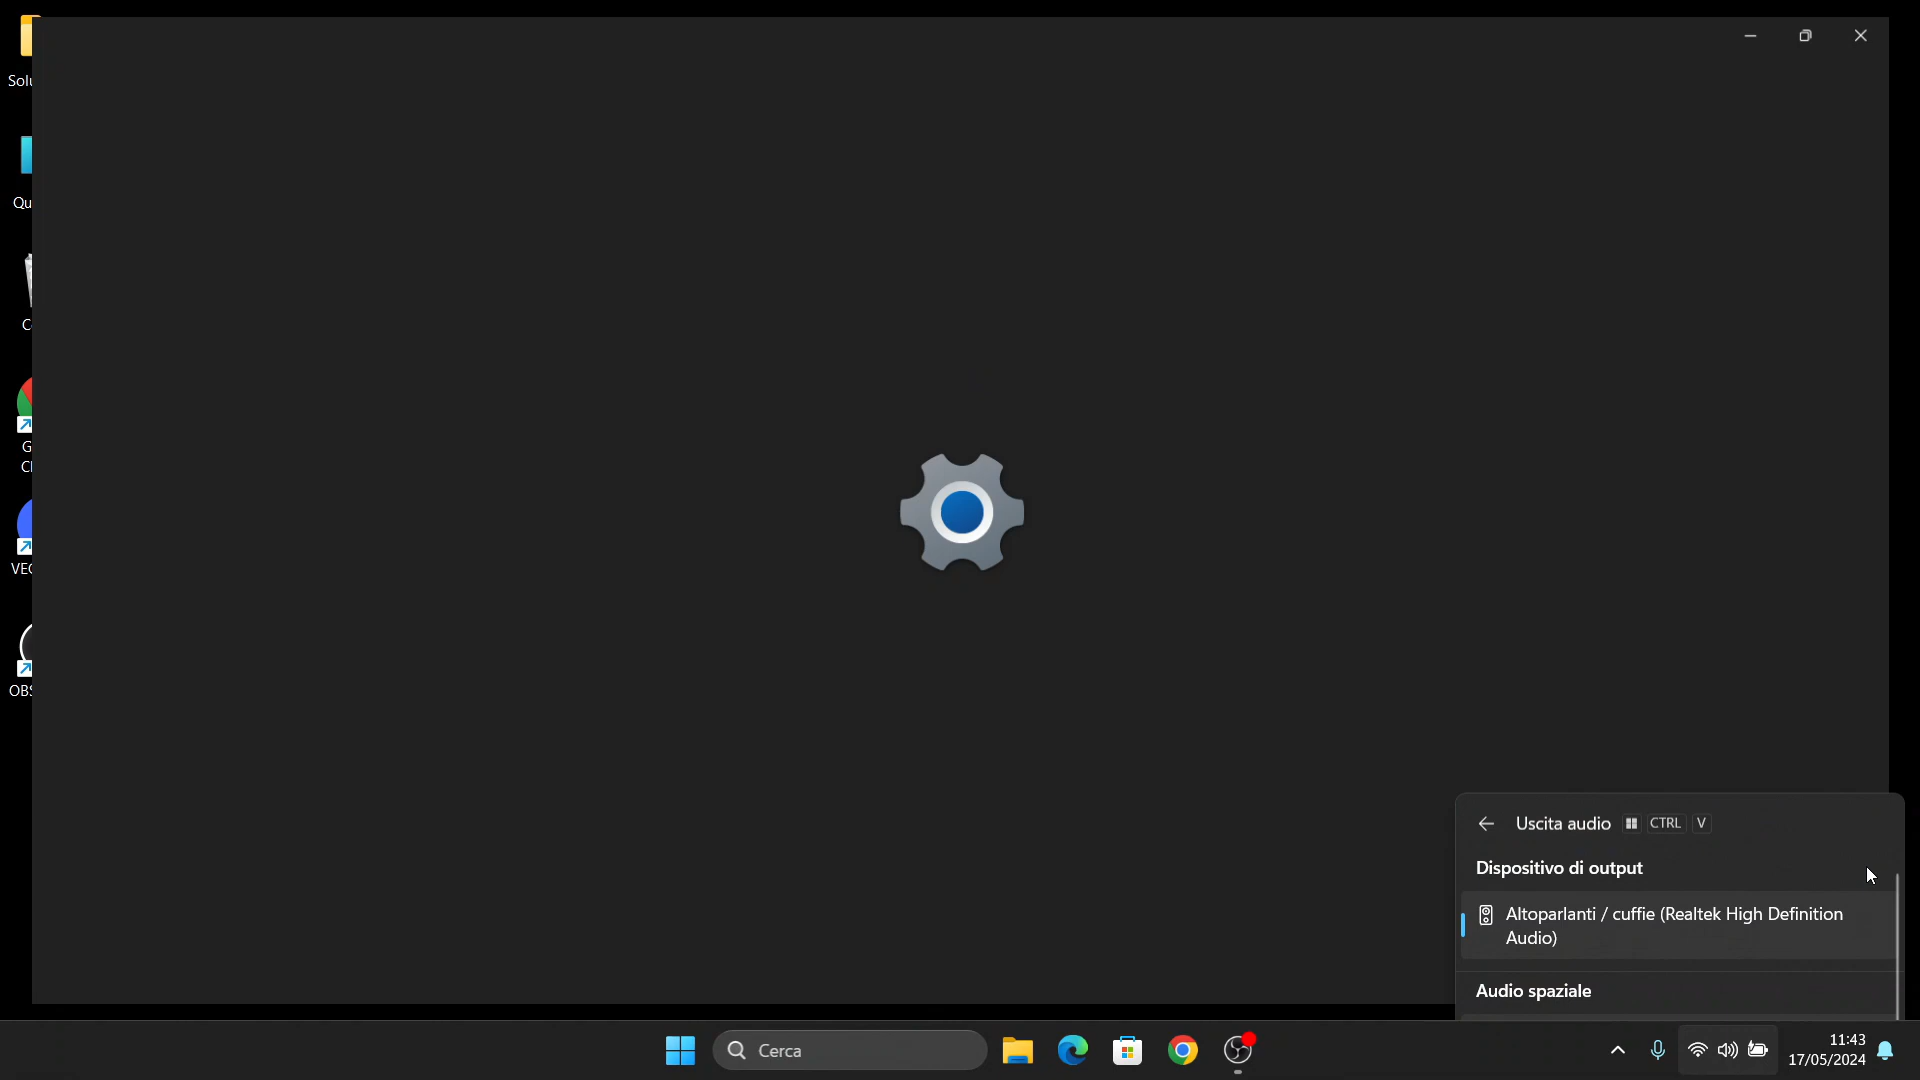 Solu
Qu
C
G
Cl
VEG
OBS
Uscita audio CTRL V
Dispositivo di output
Altoparlanti / cuffie (Realtek High Definition
Audio)
Audio spaziale
Cerca
11:43
17/05/2024